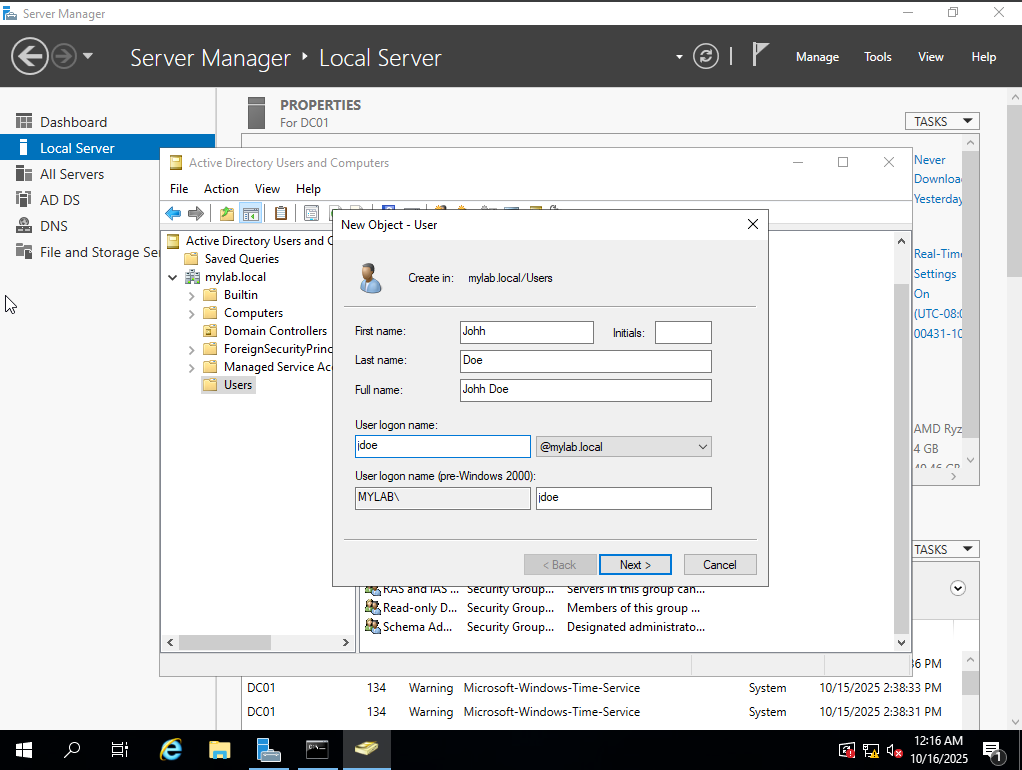 Server Manager
Server Manager ‣ Local Server
Manage Tools View Help
Dashboard
Local Server
All Servers
AD DS
DNS
File and Storage Se
PROPERTIES
For DC01
TASKS
Never
Downloa
Yesterday
Real-Time
Settings
On
(UTC-08:0
00431-10
AMD Ryz
4 GB
TASKS
Active Directory Users and Computers
File Action View Help
Active Directory Users and C
Saved Queries
mylab.local
Builtin
Computers
Domain Controllers
ForeignSecurityPrinc
Managed Service Acc
Users
New Object - User
Create in: mylab.local/Users
First name: Johh Initials:
Last name: Doe
Full name: Johh Doe
User logon name:
jdoe @mylab.local
User logon name (pre-Windows 2000):
MYLAB\ jdoe
< Back Next > Cancel
RAS and IAS ... Security Group... Servers in this group can...
Read-only D... Security Group... Members of this group ...
Schema Ad... Security Group... Designated administrato...
36 PM
DC01 134 Warning Microsoft-Windows-Time-Service System 10/15/2025 2:38:33 PM
DC01 134 Warning Microsoft-Windows-Time-Service System 10/15/2025 2:38:31 PM
12:16 AM
10/16/2025
1